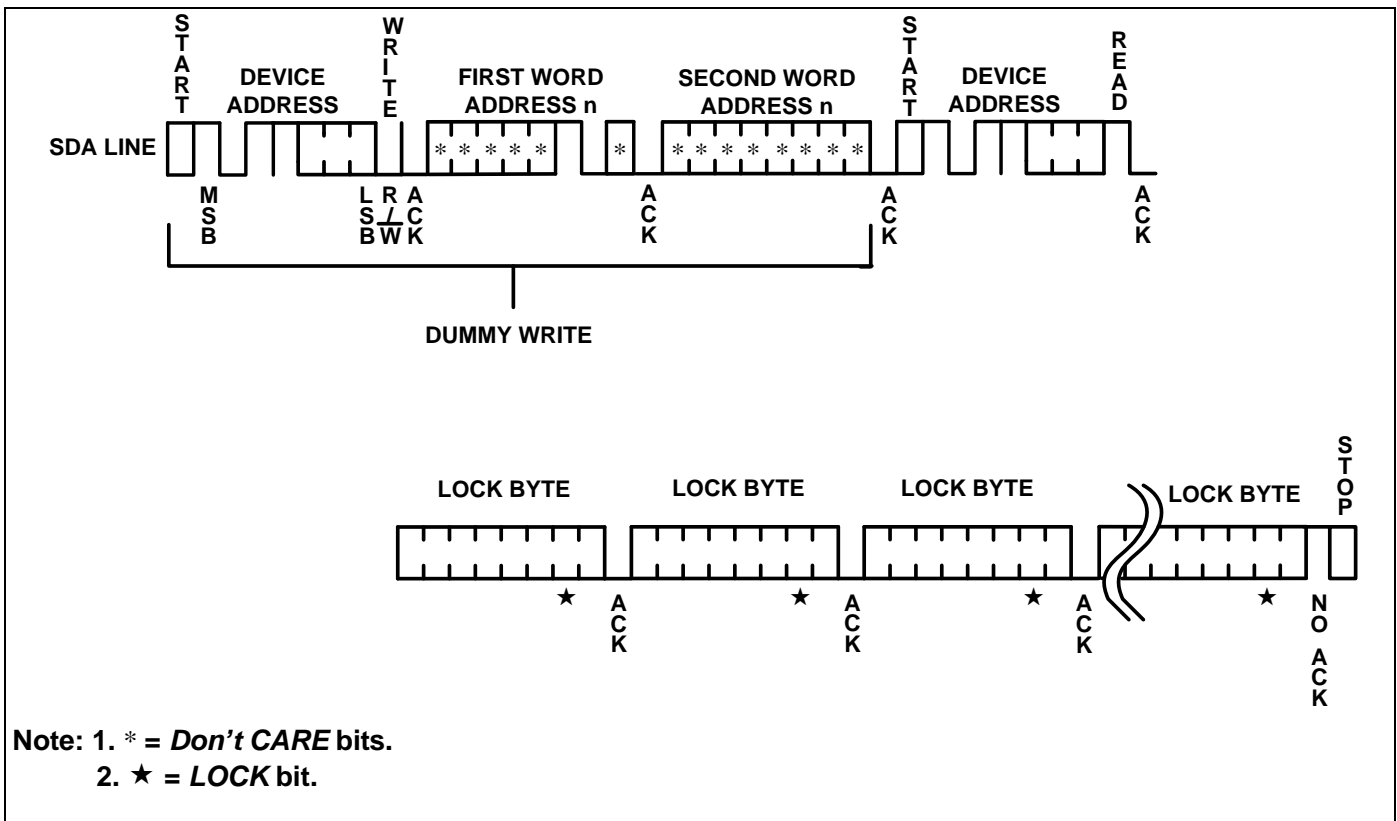 START
WRITE
START
READ
DEVICE ADDRESS
FIRST WORD ADDRESS n
SECOND WORD ADDRESS n
DEVICE ADDRESS
SDA LINE
* * * * * *
* * * * * * * *
MSB
LSB
R/W
ACK
ACK
ACK
ACK
DUMMY WRITE
STOP
LOCK BYTE
LOCK BYTE
LOCK BYTE
LOCK BYTE
★ ★ ★ ★
ACK
ACK
ACK
NO ACK
Note: 1. * = Don't CARE bits.
2. ★ = LOCK bit.